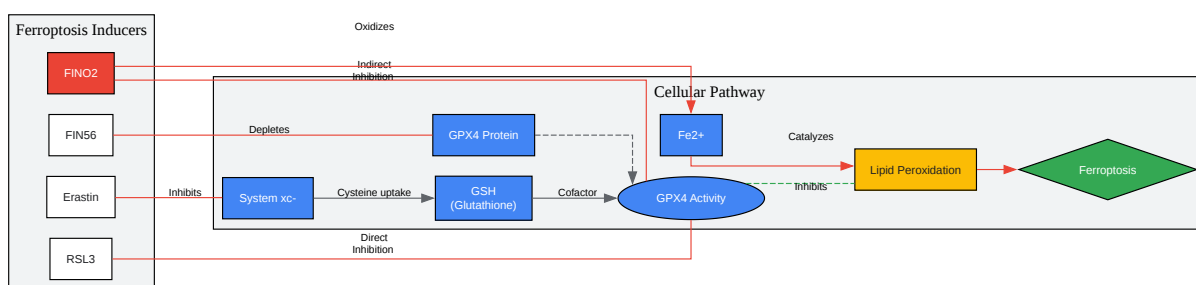 Ferroptosis Inducers
Oxidizes
FINO2
Indirect
Inhibition
Cellular Pathway
FIN56
Depletes
GPX4 Protein
Fe2+
Catalyzes
Lipid Peroxidation
Ferroptosis
Erastin
Inhibits
System xc-
Cysteine uptake
GSH
(Glutathione)
Cofactor
GPX4 Activity
Inhibits
RSL3
Direct
Inhibition